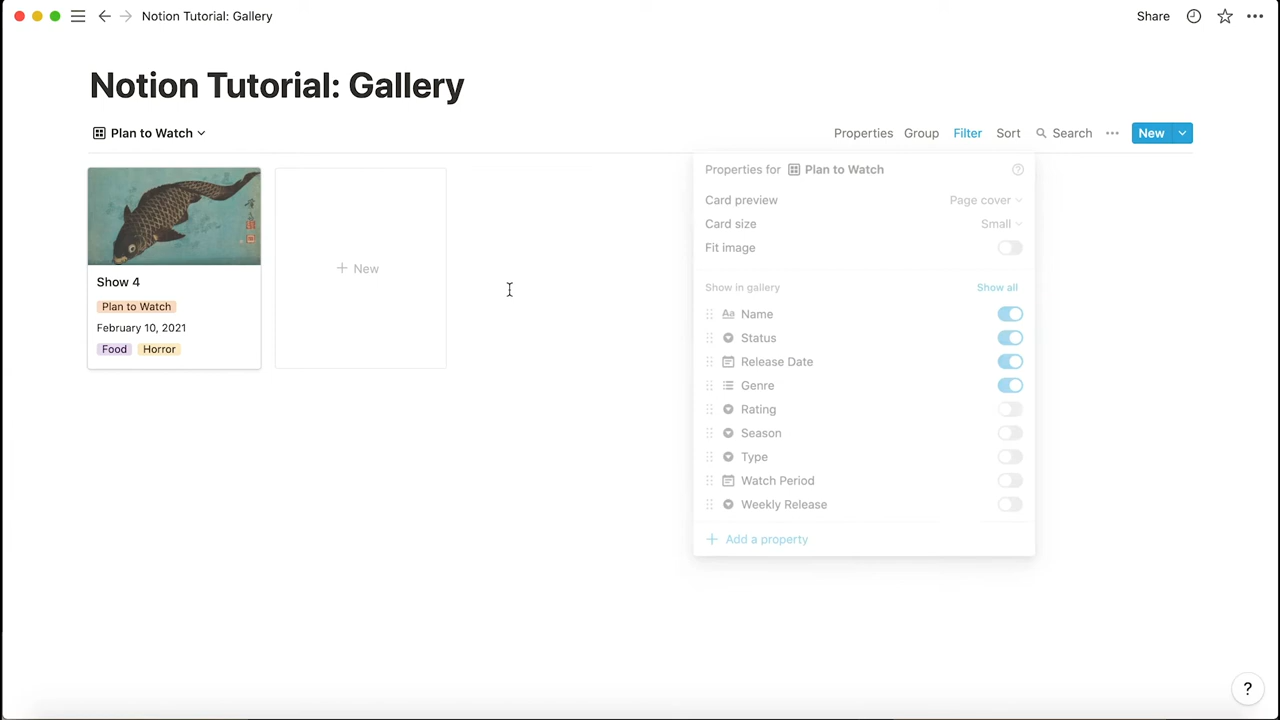 Notion Tutorial: Gallery
Share
Notion Tutorial: Gallery
Plan to Watch
Properties Group Filter Sort Search New
Show 4
Plan to Watch
February 10, 2021
Food Horror
+ New
Properties for Plan to Watch
Card preview Page cover
Card size Small
Fit image
Show in gallery Show all
Aa Name
Status
Release Date
Genre
Rating
Season
Type
Watch Period
Weekly Release
+ Add a property
?